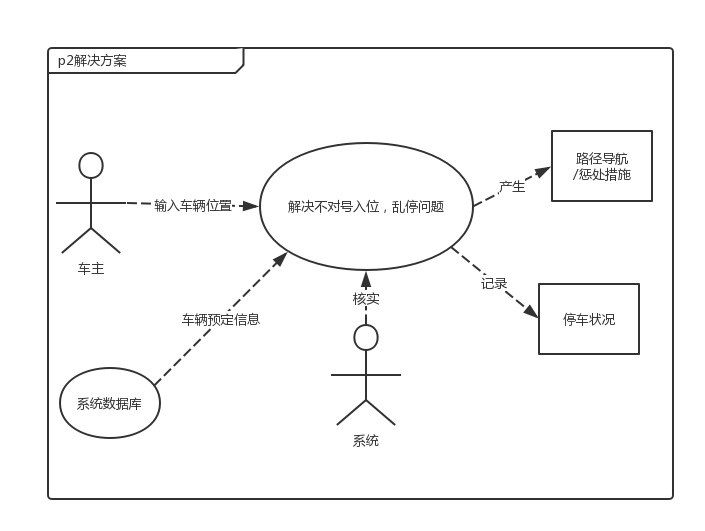 p2解决方案
路径导航
/惩处措施
产生
输入车辆位置
解决不对号入位，乱停问题
车主
记录
核实
车辆预定信息
停车状况
系统数据库
系统